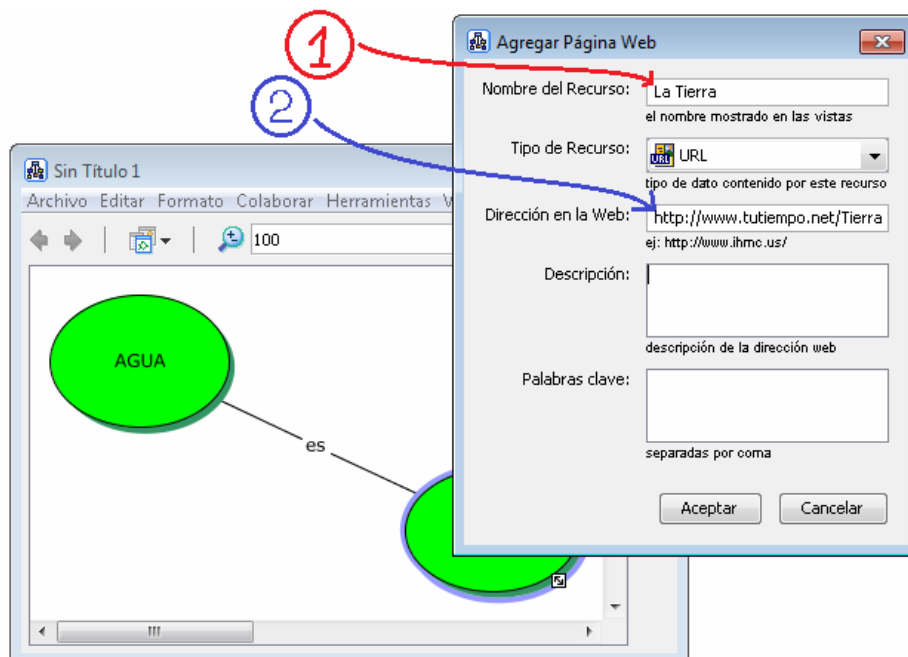 1
Agregar Página Web
Nombre del Recurso: La Tierra
el nombre mostrado en las vistas
2
Tipo de Recurso: URL
tipo de dato contenido por este recurso
Dirección en la Web: http://www.tutiempo.net/Tierra
ej: http://www.ihmc.us/
Descripción:
descripción de la dirección web
Palabras clave:
separadas por coma
Aceptar Cancelar
Sin Título 1
Archivo Editar Formato Colaborar Herramientas V
100
AGUA
es